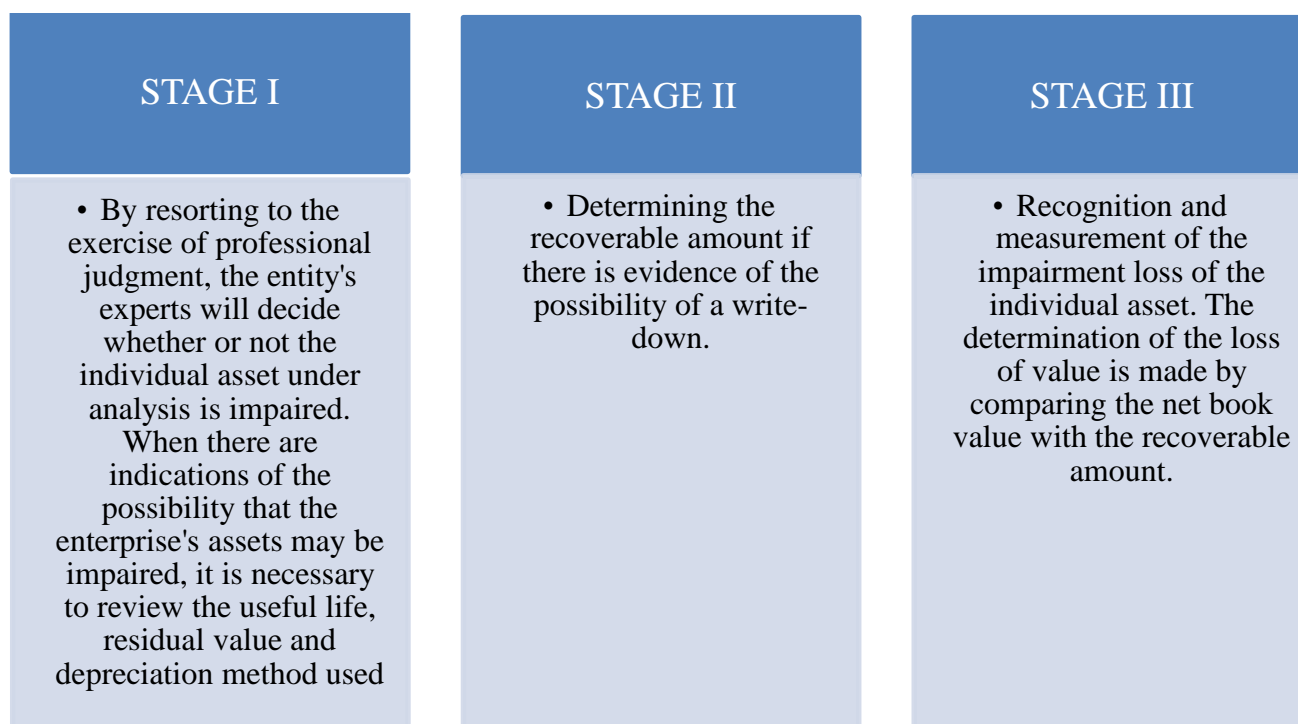 STAGE I
• By resorting to the
exercise of professional
judgment, the entity's
experts will decide
whether or not the
individual asset under
analysis is impaired.
When there are
indications of the
possibility that the
enterprise's assets may be
impaired, it is necessary
to review the useful life,
residual value and
depreciation method used
STAGE II
• Determining the
recoverable amount if
there is evidence of the
possibility of a write-
down.
STAGE III
• Recognition and
measurement of the
impairment loss of the
individual asset. The
determination of the loss
of value is made by
comparing the net book
value with the recoverable
amount.